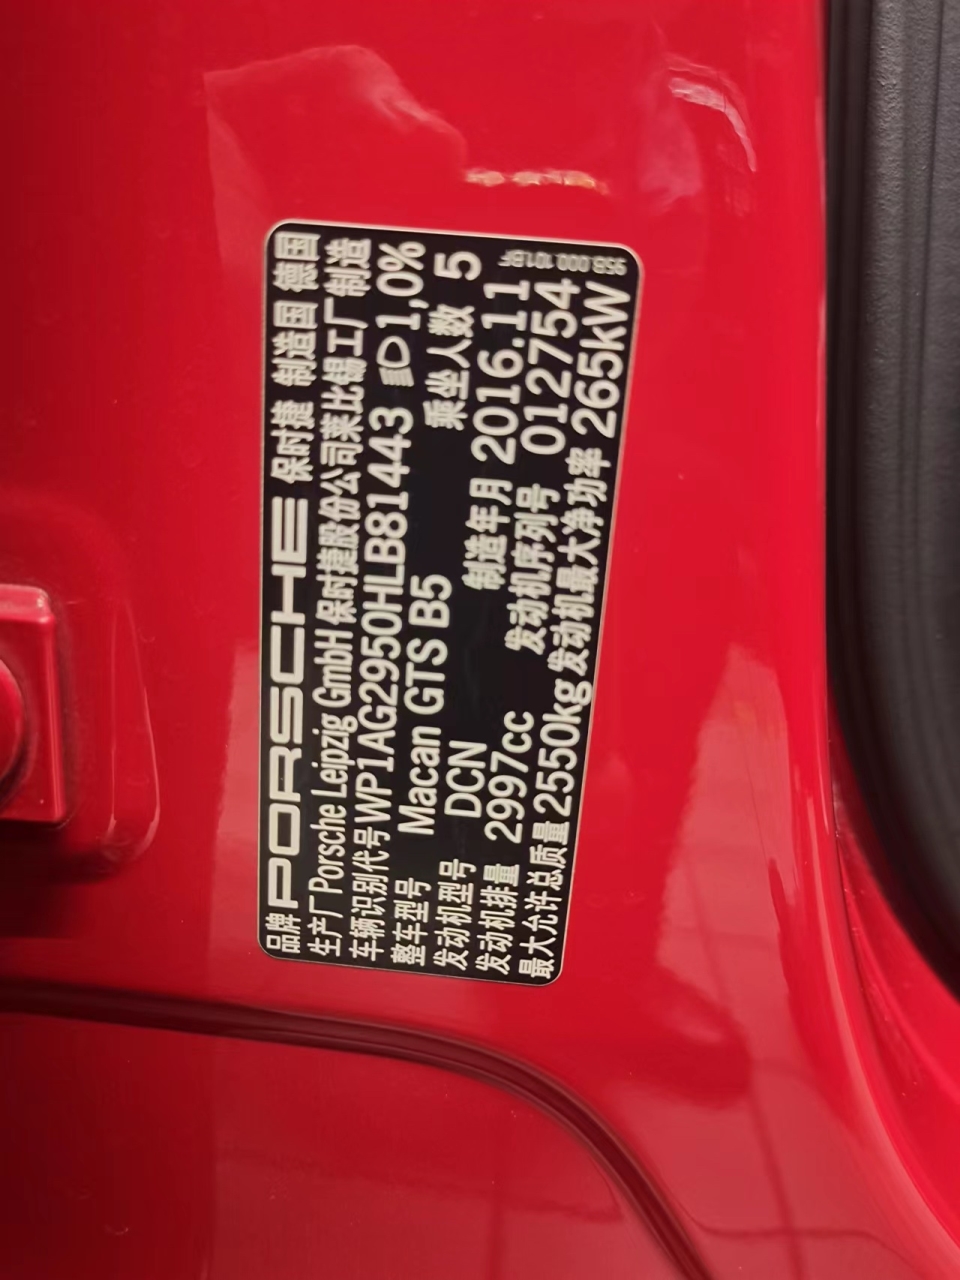 品牌 PORSCHE 保时捷 制造国 德国
生产厂 Porsche Leipzig GmbH 保时捷股份公司莱比锡工厂制造
车辆识别代号 WP1AG2950HLB81443 1,0%
整车型号 Macan GTS B5 乘坐人数 5
发动机型号 DCN 制造年月 2016.11
发动机排量 2997cc 发动机序列号 012754
最大允许总质量 2550kg 发动机最大净功率 265kW
95B.000.101.BF